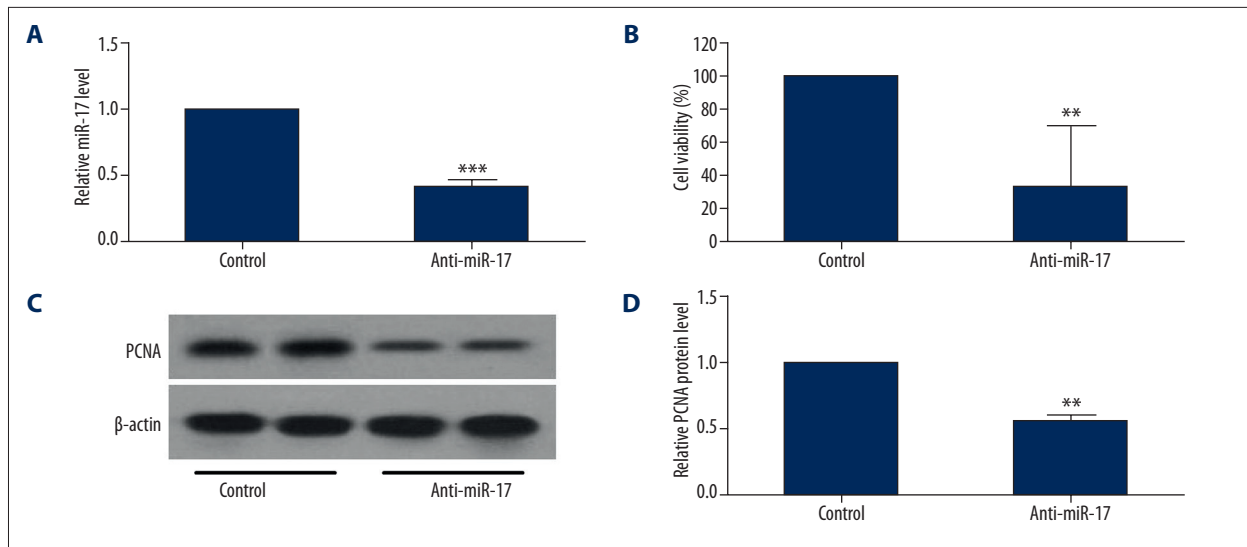 A
Relative miR-17 level
1.5
1.0
0.5
0.0
***
Control
Anti-miR-17
B
Cell viability (%)
120
100
80
60
40
20
0
**
Control
Anti-miR-17
C
PCNA
β-actin
Control
Anti-miR-17
D
Relative PCNA protein level
1.5
1.0
0.5
0.0
**
Control
Anti-miR-17